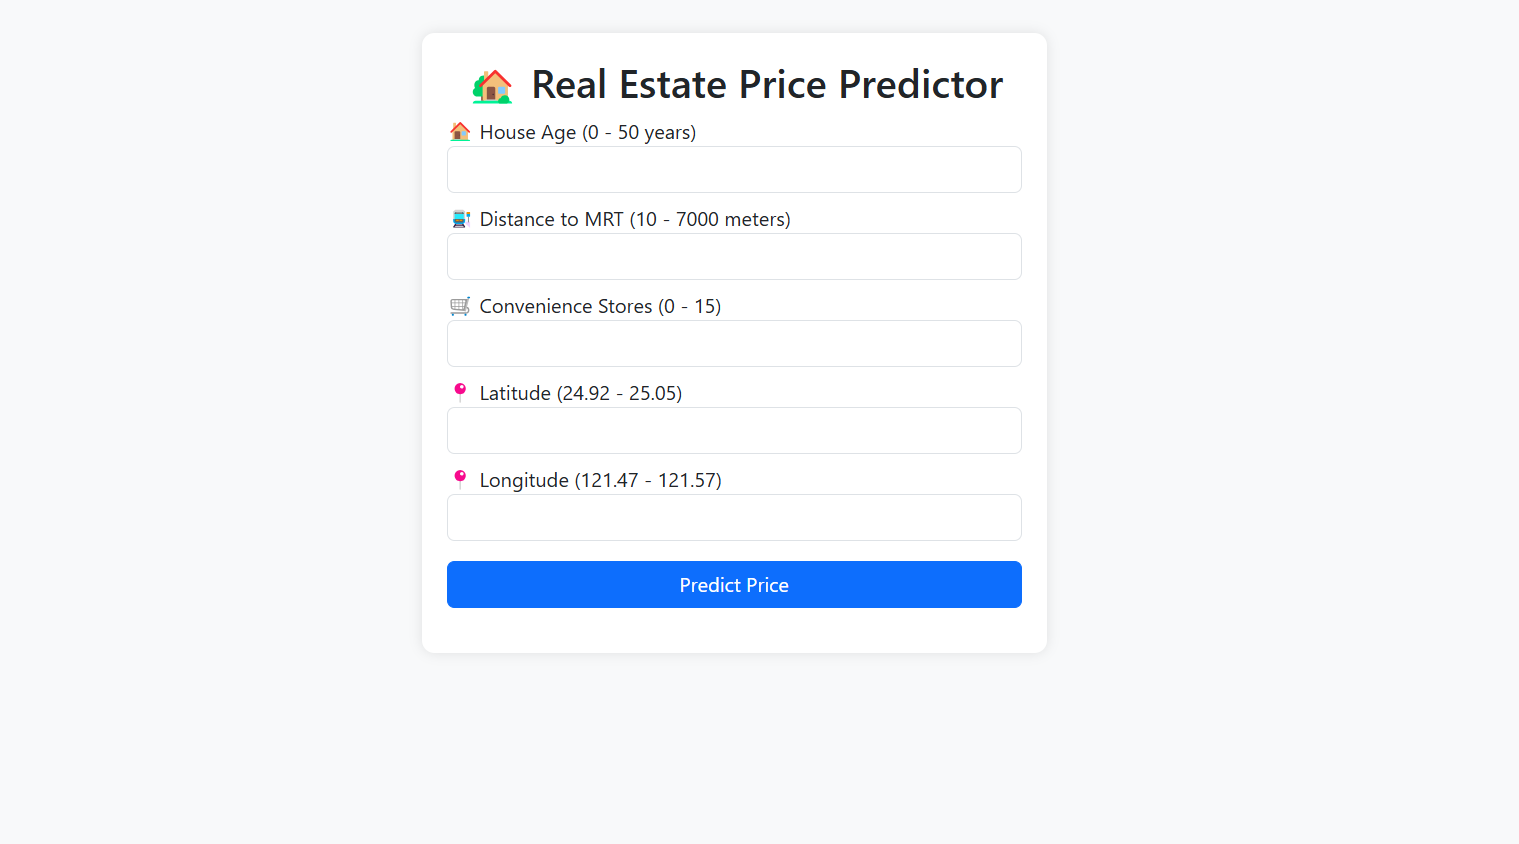 Real Estate Price Predictor
House Age (0 - 50 years)
Distance to MRT (10 - 7000 meters)
Convenience Stores (0 - 15)
Latitude (24.92 - 25.05)
Longitude (121.47 - 121.57)
Predict Price